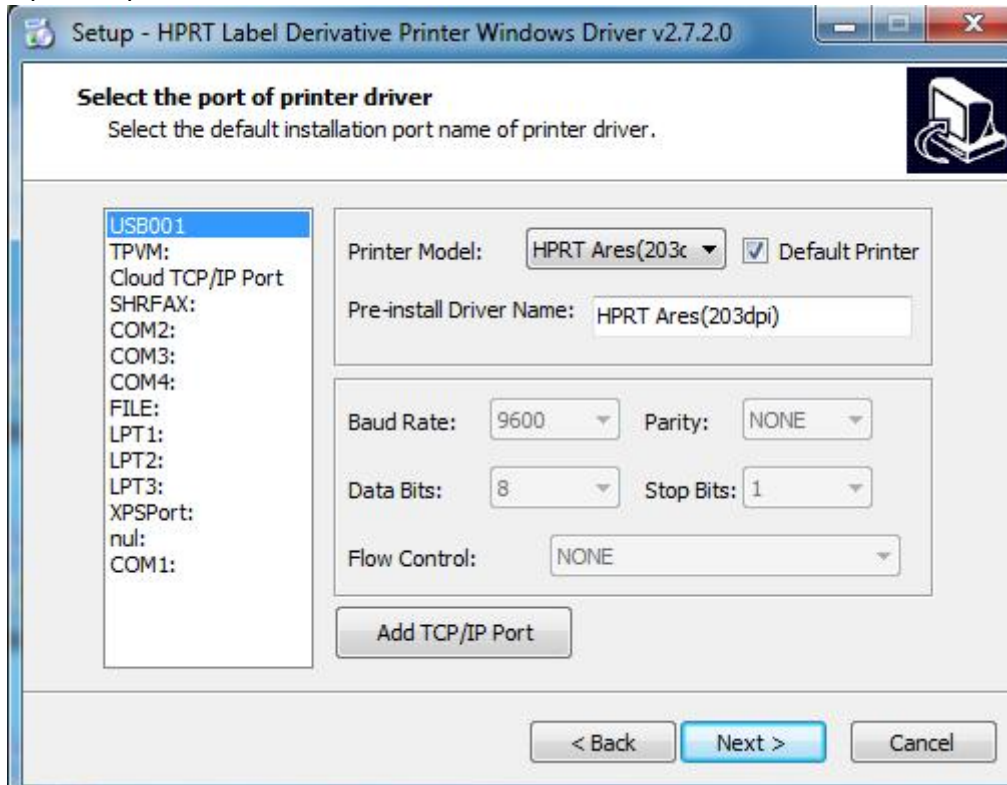 Setup - HPRT Label Derivative Printer Windows Driver v2.7.2.0
Select the port of printer driver
Select the default installation port name of printer driver.
USB001
TPVM:
Cloud TCP/IP Port
SHRFAX:
COM2:
COM3:
COM4:
FILE:
LPT1:
LPT2:
LPT3:
XPSPort:
nul:
COM1:
Printer Model: HPRT Ares(203c Default Printer
Pre-install Driver Name: HPRT Ares(203dpi)
Baud Rate: 9600 Parity: NONE
Data Bits: 8 Stop Bits: 1
Flow Control: NONE
Add TCP/IP Port
< Back Next > Cancel